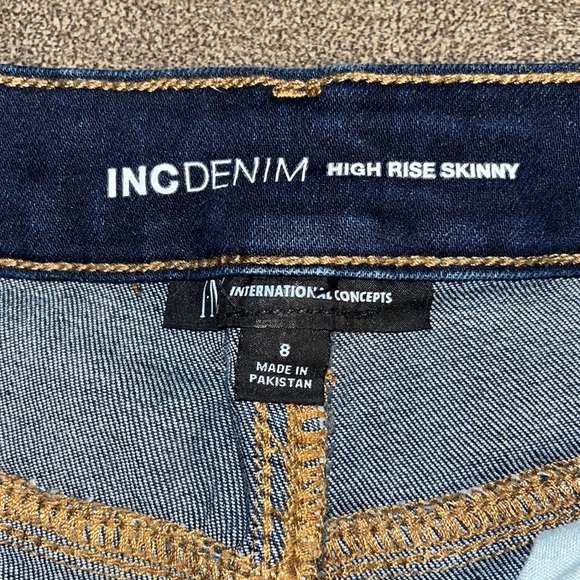 INCDENIM HIGH RISE SKINNY
INTERNATIONAL CONCEPTS
8
MADE IN
PAKISTAN